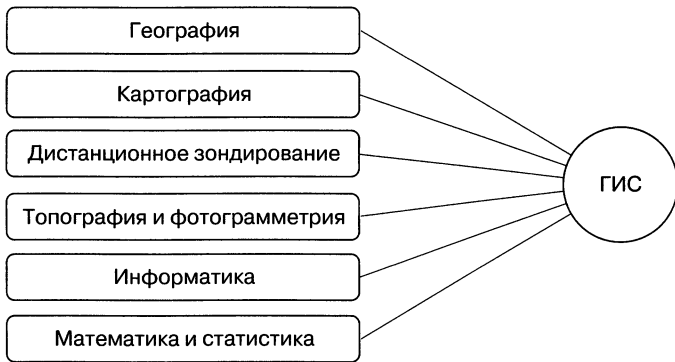 География
Картография
Дистанционное зондирование
Топография и фотограмметрия
Информатика
Математика и статистика
ГИС